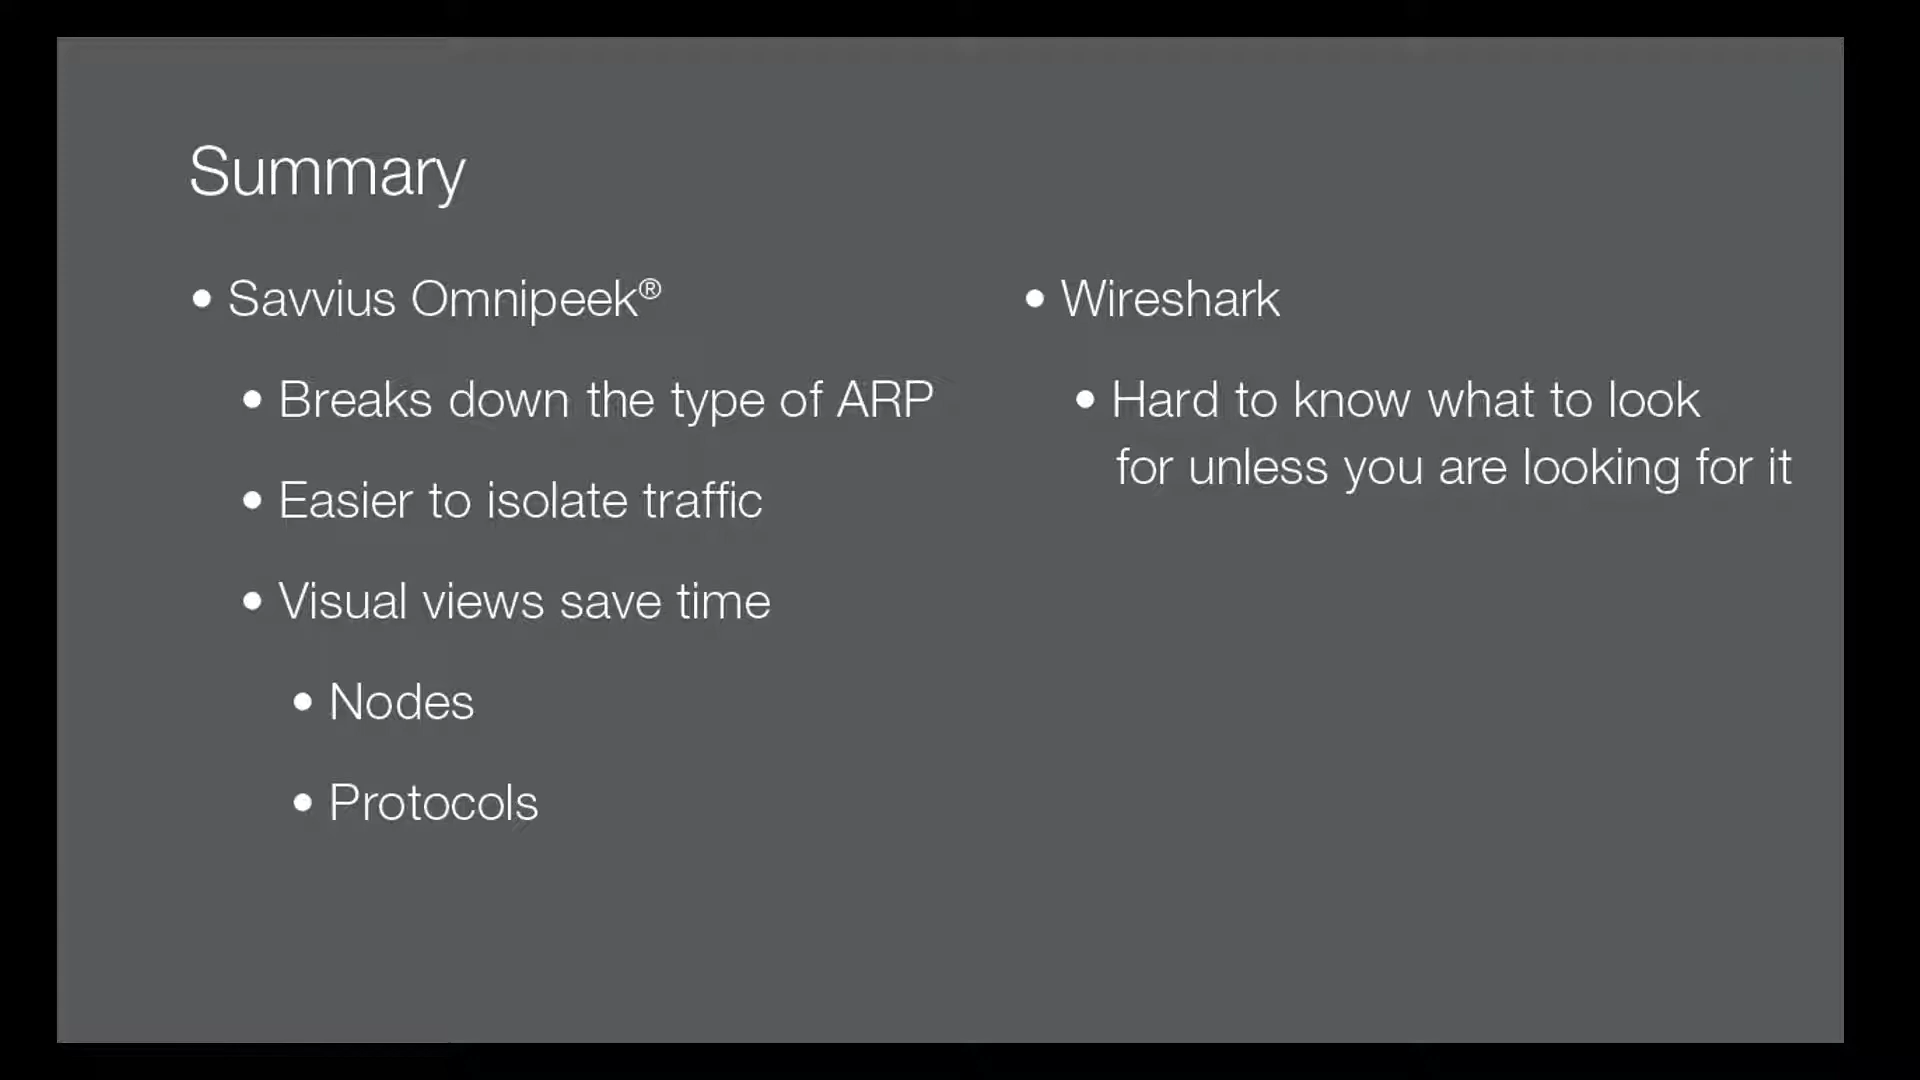 Summary
• Savvius Omnipeek®
• Breaks down the type of ARP
• Easier to isolate traffic
• Visual views save time
• Nodes
• Protocols
• Wireshark
• Hard to know what to look
for unless you are looking for it